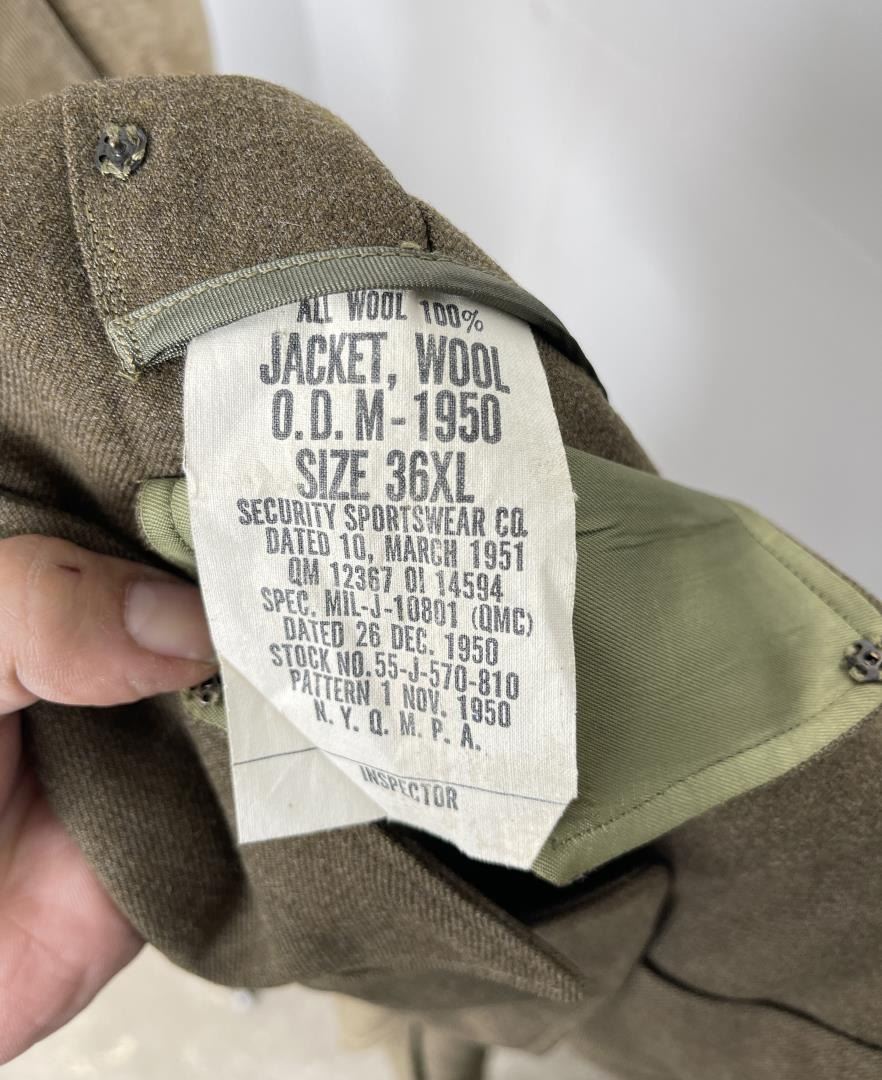 ALL WOOL 100%
JACKET, WOOL
O.D. M-1950
SIZE 36XL
SECURITY SPORTSWEAR CO.
DATED 10, MARCH 1951
QM 12367 OI 14594
SPEC. MIL-J-10801 (QMC)
DATED 26 DEC. 1950
STOCK NO. 55-J-570-810
PATTERN 1 NOV. 1950
N. Y. Q. M. P. A.
INSPECTOR